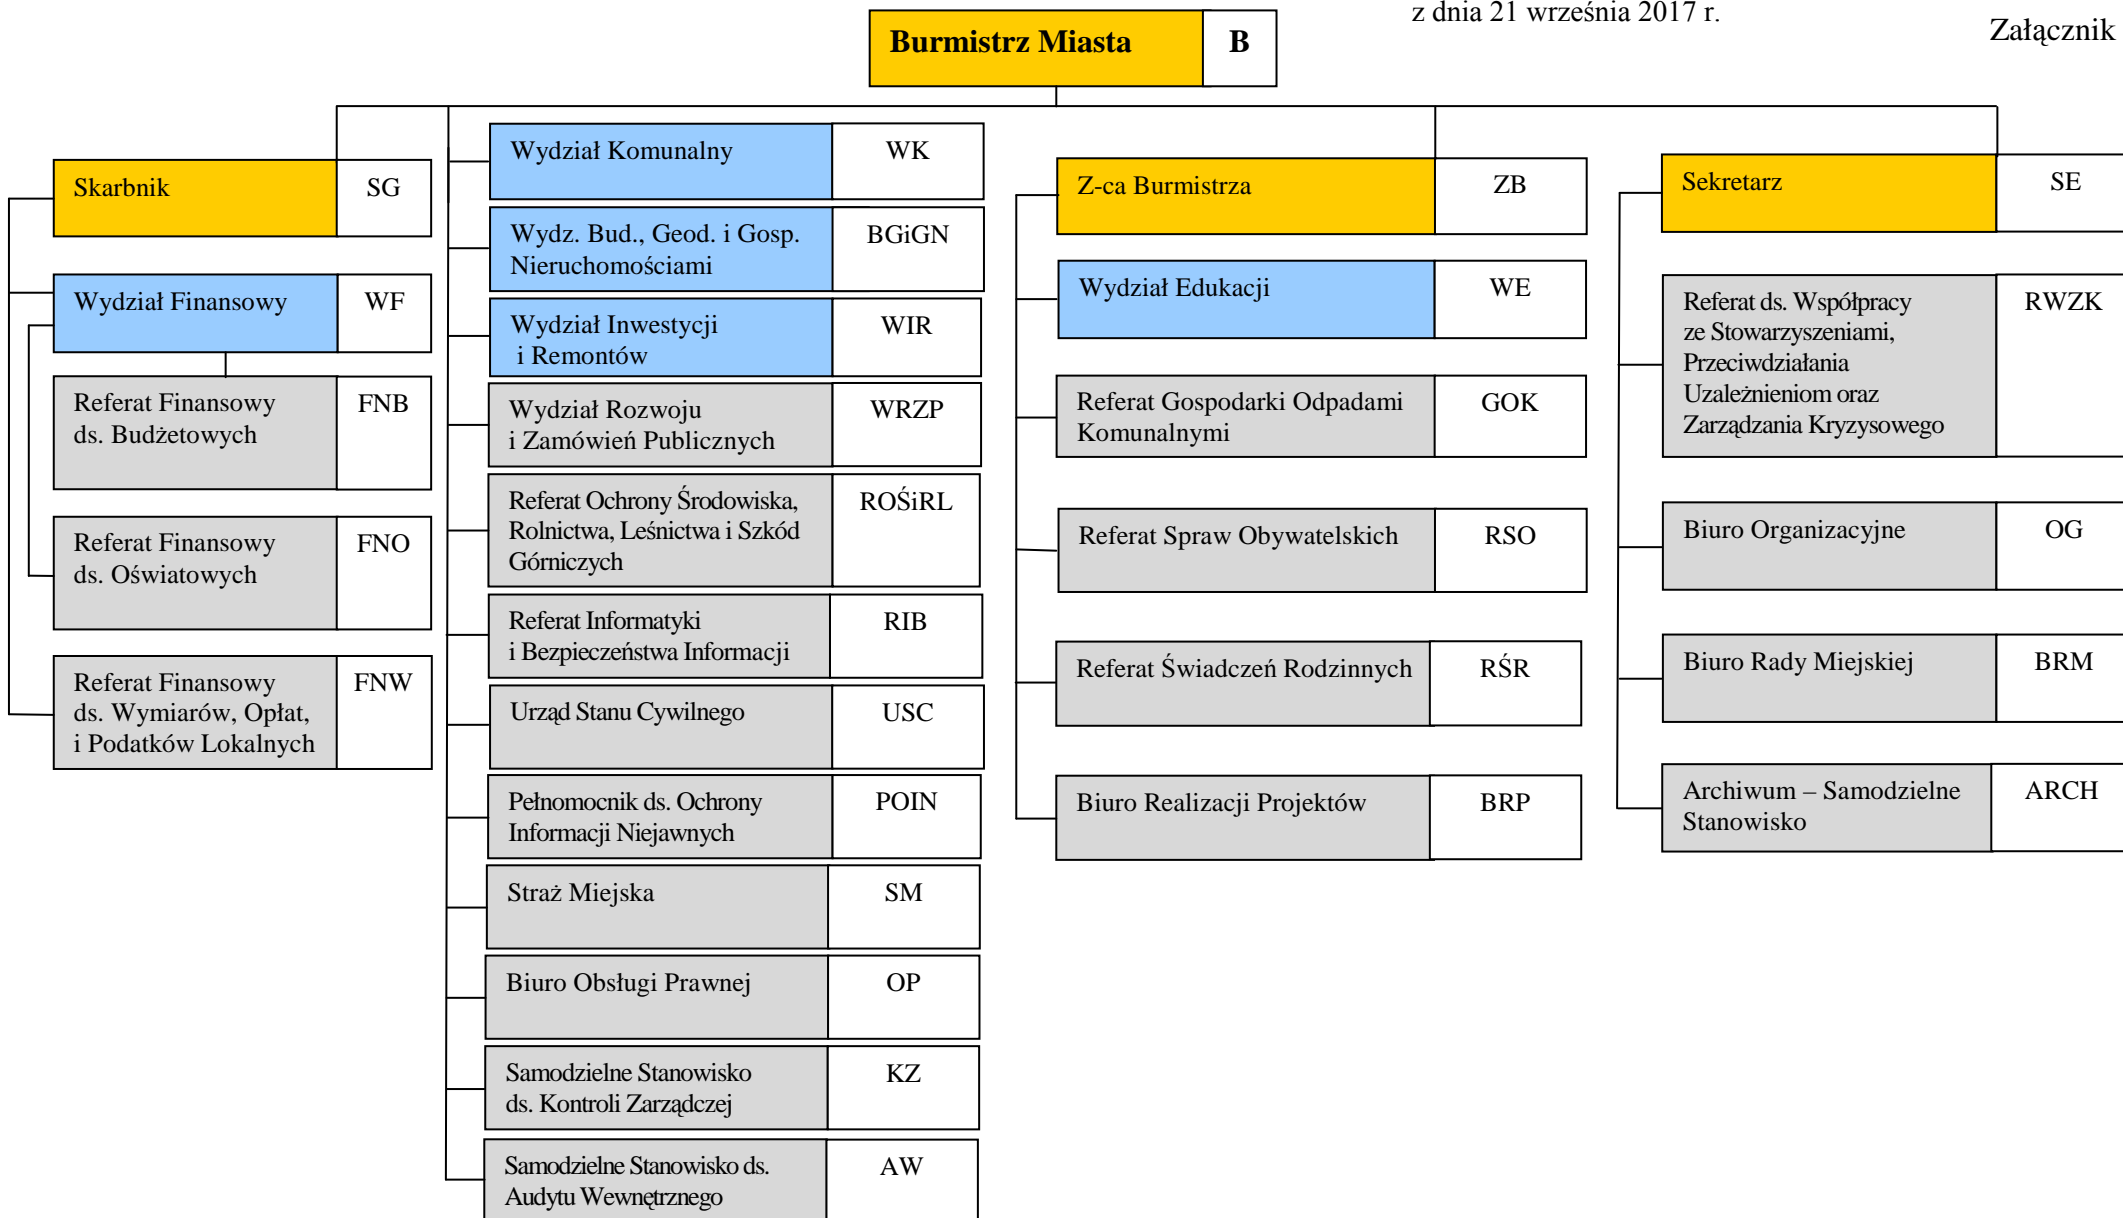 z dnia 21 września 2017 r.
Załącznik
Burmistrz Miasta
B
Skarbnik
SG
Wydział Finansowy
WF
Referat Finansowy
ds. Budżetowych
FNB
Referat Finansowy
ds. Oświatowych
FNO
Referat Finansowy
ds. Wymiarów, Opłat,
i Podatków Lokalnych
FNW
Wydział Komunalny
WK
Wydz. Bud., Geod. i Gosp.
Nieruchomościami
BGiGN
Wydział Inwestycji
i Remontów
WIR
Wydział Rozwoju
i Zamówień Publicznych
WRZP
Referat Ochrony Środowiska,
Rolnictwa, Leśnictwa i Szkód
Górniczych
ROŚiRL
Referat Informatyki
i Bezpieczeństwa Informacji
RIB
Urząd Stanu Cywilnego
USC
Pełnomocnik ds. Ochrony
Informacji Niejawnych
POIN
Straż Miejska
SM
Biuro Obsługi Prawnej
OP
Samodzielne Stanowisko
ds. Kontroli Zarządczej
KZ
Samodzielne Stanowisko ds.
Audytu Wewnętrznego
AW
Z-ca Burmistrza
ZB
Wydział Edukacji
WE
Referat Gospodarki Odpadami
Komunalnymi
GOK
Referat Spraw Obywatelskich
RSO
Referat Świadczeń Rodzinnych
RŚR
Biuro Realizacji Projektów
BRP
Sekretarz
SE
Referat ds. Współpracy
ze Stowarzyszeniami,
Przeciwdziałania
Uzależnieniom oraz
Zarządzania Kryzysowego
RWZK
Biuro Organizacyjne
OG
Biuro Rady Miejskiej
BRM
Archiwum – Samodzielne
Stanowisko
ARCH